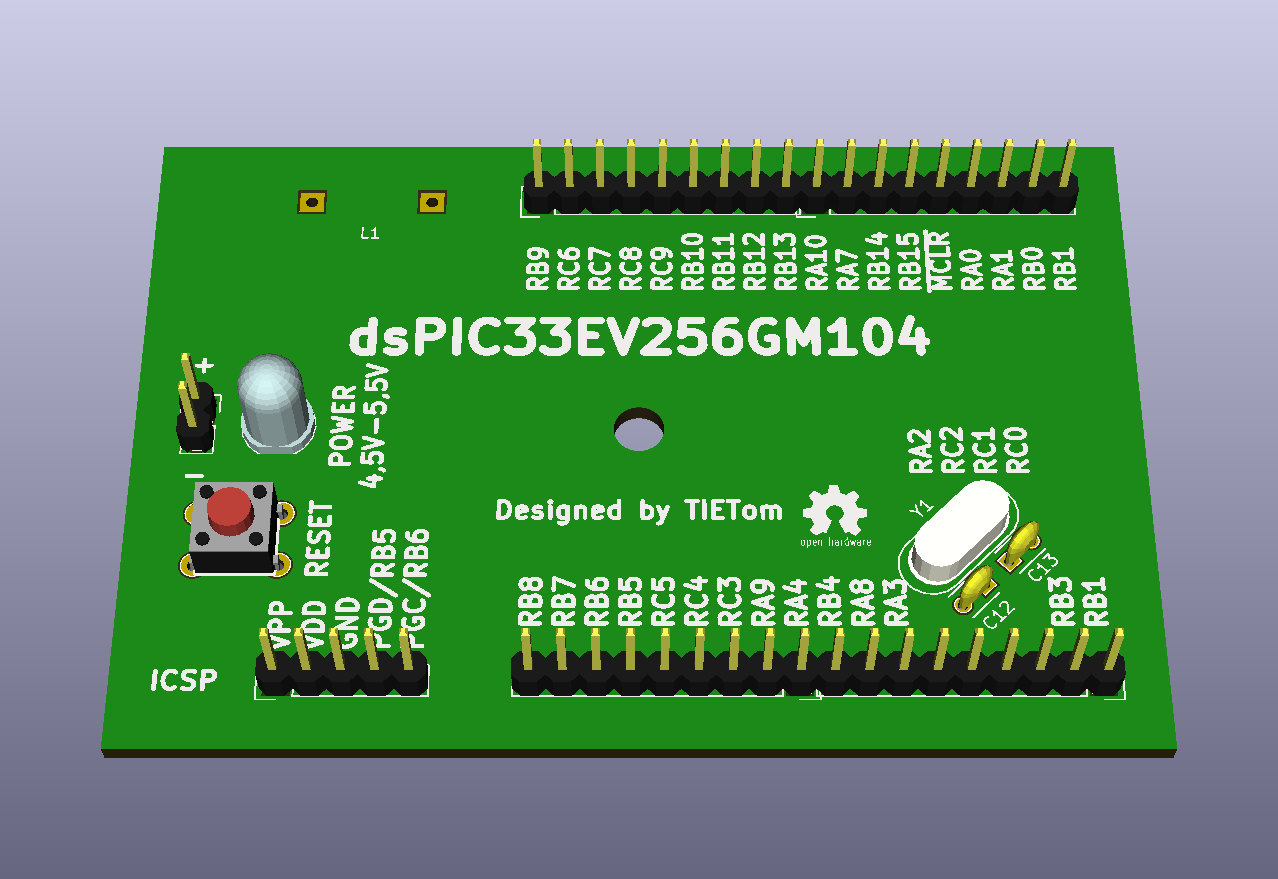 L1
RB9
RC6
RC7
RC8
RC9
RB10
RB11
RB12
RB13
RA10
RA7
RB14
RB15
MCLR
RA0
RA1
RB0
RB1
dsPIC33EV256GM104
+
POWER
4,5V-5,5V
-
RA2
RC2
RC1
RC0
Designed by TIETom
open hardware
Y1
C13
C12
RESET
VPP
VDD
GND
PGD/RB5
PGC/RB6
RB8
RB7
RB6
RB5
RC5
RC4
RC3
RA9
RA4
RB4
RA8
RA3
RB3
RB1
ICSP